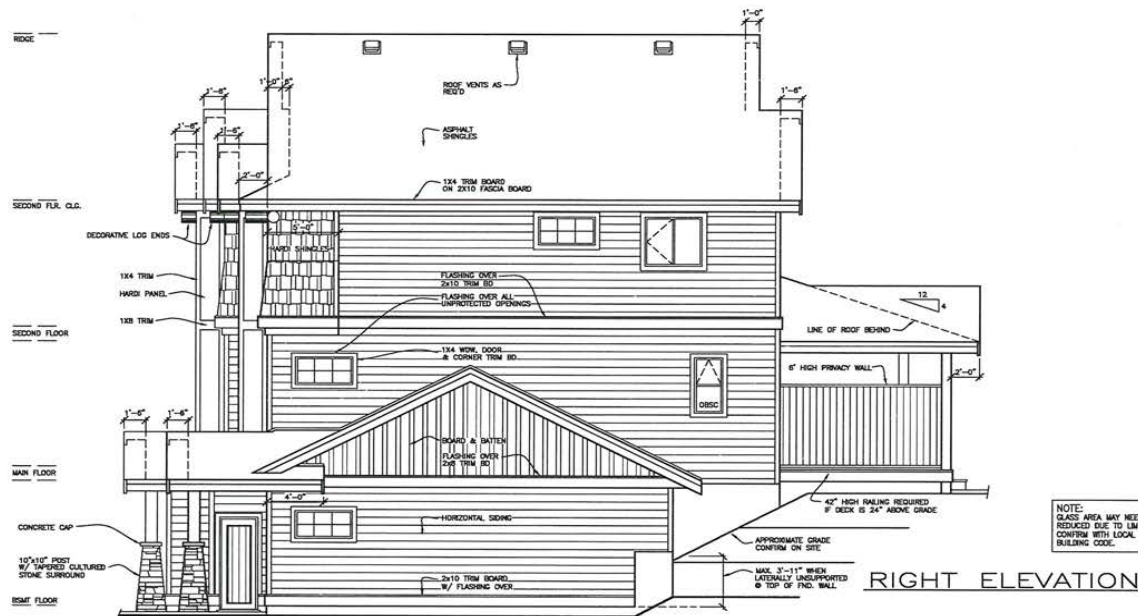 1'-0"
RIDGE
ROOF VENTS AS
REQ'D
1'-0"
6"
1'-6"
1'-6"
1'-6"
1'-6"
2'-0"
ASPHALT
SHINGLES
1X4 TRIM BOARD
ON 2X10 FASCIA BOARD
SECOND FLR. CLG.
DECORATIVE LOG ENDS
5'-0"
HARDI SHINGLES
1X4 TRIM
HARDI PANEL
1X8 TRIM
FLASHING OVER
2x10 TRIM BD
FLASHING OVER ALL
UNPROTECTED OPENINGS
12
4
LINE OF ROOF BEHIND
SECOND FLOOR
1X4 WDW, DOOR
& CORNER TRIM BD
6' HIGH PRIVACY WALL
2'-0"
OBSC
1'-6"
1'-6"
BOARD & BATTEN
FLASHING OVER
2x8 TRIM BD
MAIN FLOOR
4'-0"
42" HIGH RAILING REQUIRED
IF DECK IS 24" ABOVE GRADE
NOTE:
GLASS AREA MAY NEE
REDUCED DUE TO LIM
CONFIRM WITH LOCAL
BUILDING CODE.
CONCRETE CAP
HORIZONTAL SIDING
APPROXIMATE GRADE
CONFIRM ON SITE
10"x10" POST
W/ TAPERED CULTURED
STONE SURROUND
2x10 TRIM BOARD
W/ FLASHING OVER
MAX. 3'-11" WHEN
LATERALLY UNSUPPORTED
@ TOP OF FND. WALL
RIGHT ELEVATION
BSMT FLOOR